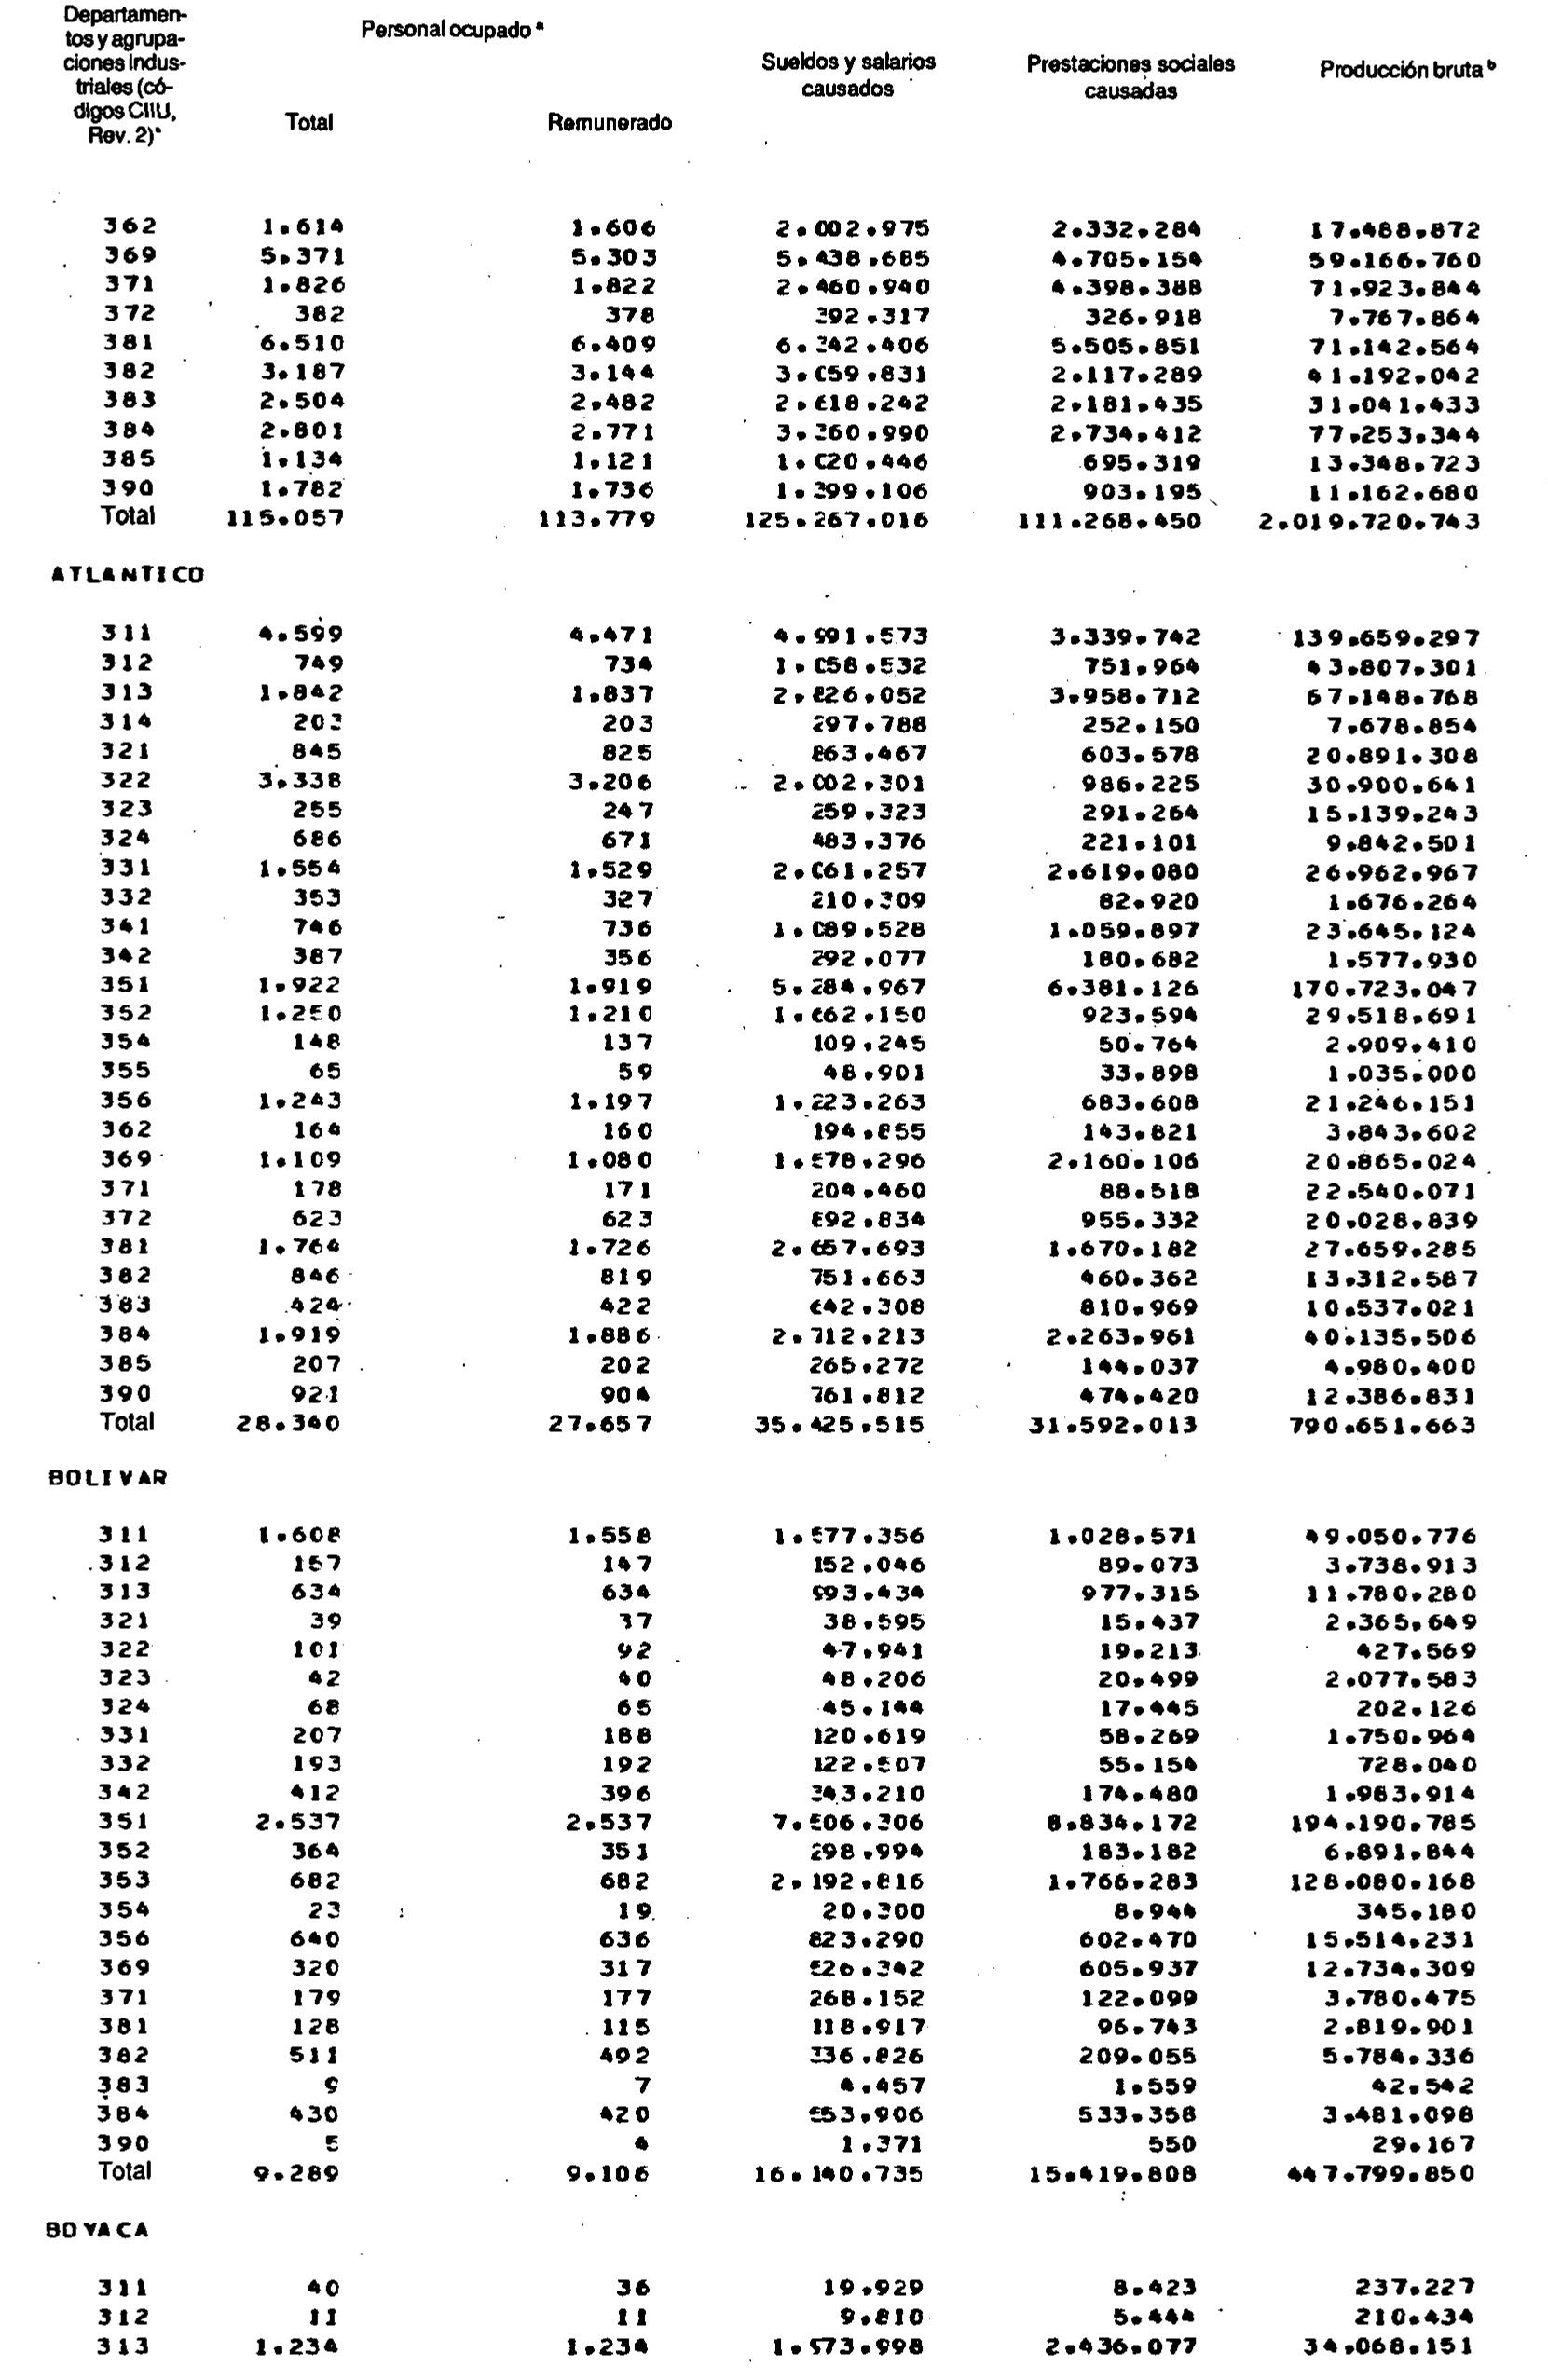 Departamen-
tos y agrupa-
ciones indus-
triales (có-
digos CIIU,
Rev. 2)*
Personal ocupado ª
Total
Remunerado
Sueldos y salarios
causados
Prestaciones sociales
causadas
Producción bruta ᵇ
362 1.614 1.606 2.002.975 2.332.284 17.488.872
369 5.371 5.303 5.438.685 4.705.154 59.166.760
371 1.826 1.822 2.460.940 4.398.388 71.923.844
372 382 378 392.317 326.918 7.767.864
381 6.510 6.409 6.342.406 5.505.851 71.142.564
382 3.187 3.144 3.059.831 2.117.289 41.192.042
383 2.504 2.482 2.618.242 2.181.435 31.041.433
384 2.801 2.771 3.360.990 2.734.412 77.253.344
385 1.134 1.121 1.020.446 695.319 13.348.723
390 1.782 1.736 1.399.106 903.195 11.162.680
Total 115.057 113.779 125.267.016 111.268.450 2.019.720.743
ATLANTICO
311 4.599 4.471 4.991.573 3.339.742 139.659.297
312 749 734 1.058.532 751.964 43.807.301
313 1.842 1.837 2.826.052 3.958.712 67.148.768
314 203 203 297.788 252.150 7.678.854
321 845 825 863.467 603.578 20.891.308
322 3.338 3.206 2.002.301 986.225 30.900.641
323 255 247 259.323 291.264 15.139.243
324 686 671 483.376 221.101 9.842.501
331 1.554 1.529 2.061.257 2.619.080 26.962.967
332 353 327 210.309 82.920 1.676.264
341 746 736 1.089.528 1.059.897 23.645.124
342 387 356 292.077 180.682 1.577.930
351 1.922 1.919 5.284.967 6.381.126 170.723.047
352 1.250 1.210 1.662.150 923.594 29.518.691
354 148 137 109.245 50.764 2.909.410
355 65 59 48.901 33.898 1.035.000
356 1.243 1.197 1.223.263 683.608 21.246.151
362 164 160 194.855 143.821 3.843.602
369 1.109 1.080 1.578.296 2.160.106 20.865.024
371 178 171 204.460 88.518 22.540.071
372 623 623 892.834 955.332 20.028.839
381 1.764 1.726 2.657.693 1.670.182 27.659.285
382 846 819 751.663 460.362 13.312.587
383 424 422 642.308 810.969 10.537.021
384 1.919 1.886 2.712.213 2.263.961 40.135.506
385 207 202 265.272 144.037 4.980.400
390 921 904 761.812 474.420 12.386.831
Total 28.340 27.657 35.425.515 31.592.013 790.651.663
BOLIVAR
311 1.608 1.558 1.577.356 1.028.571 49.050.776
312 157 147 152.046 89.073 3.738.913
313 634 634 993.434 977.315 11.780.280
321 39 37 38.595 15.437 2.365.649
322 101 92 47.941 19.213 427.569
323 42 40 48.206 20.499 2.077.583
324 68 65 45.144 17.445 202.126
331 207 188 120.619 58.269 1.750.964
332 193 192 122.507 55.154 728.040
342 412 396 343.210 174.480 1.983.914
351 2.537 2.537 7.506.306 8.834.172 194.190.785
352 364 351 298.994 183.182 6.891.844
353 682 682 2.192.816 1.766.283 128.080.168
354 23 19 20.300 8.944 345.180
356 640 636 823.290 602.470 15.514.231
369 320 317 526.342 605.937 12.734.309
371 179 177 268.152 122.099 3.780.475
381 128 115 118.917 96.743 2.819.901
382 511 492 336.826 209.055 5.784.336
383 9 7 4.457 1.559 42.542
384 430 420 553.906 533.358 3.481.098
390 5 4 1.371 550 29.167
Total 9.289 9.106 16.140.735 15.419.808 447.799.850
BOYACA
311 40 36 19.929 8.423 237.227
312 11 11 9.810 5.444 210.434
313 1.234 1.234 1.973.998 2.436.077 34.068.151